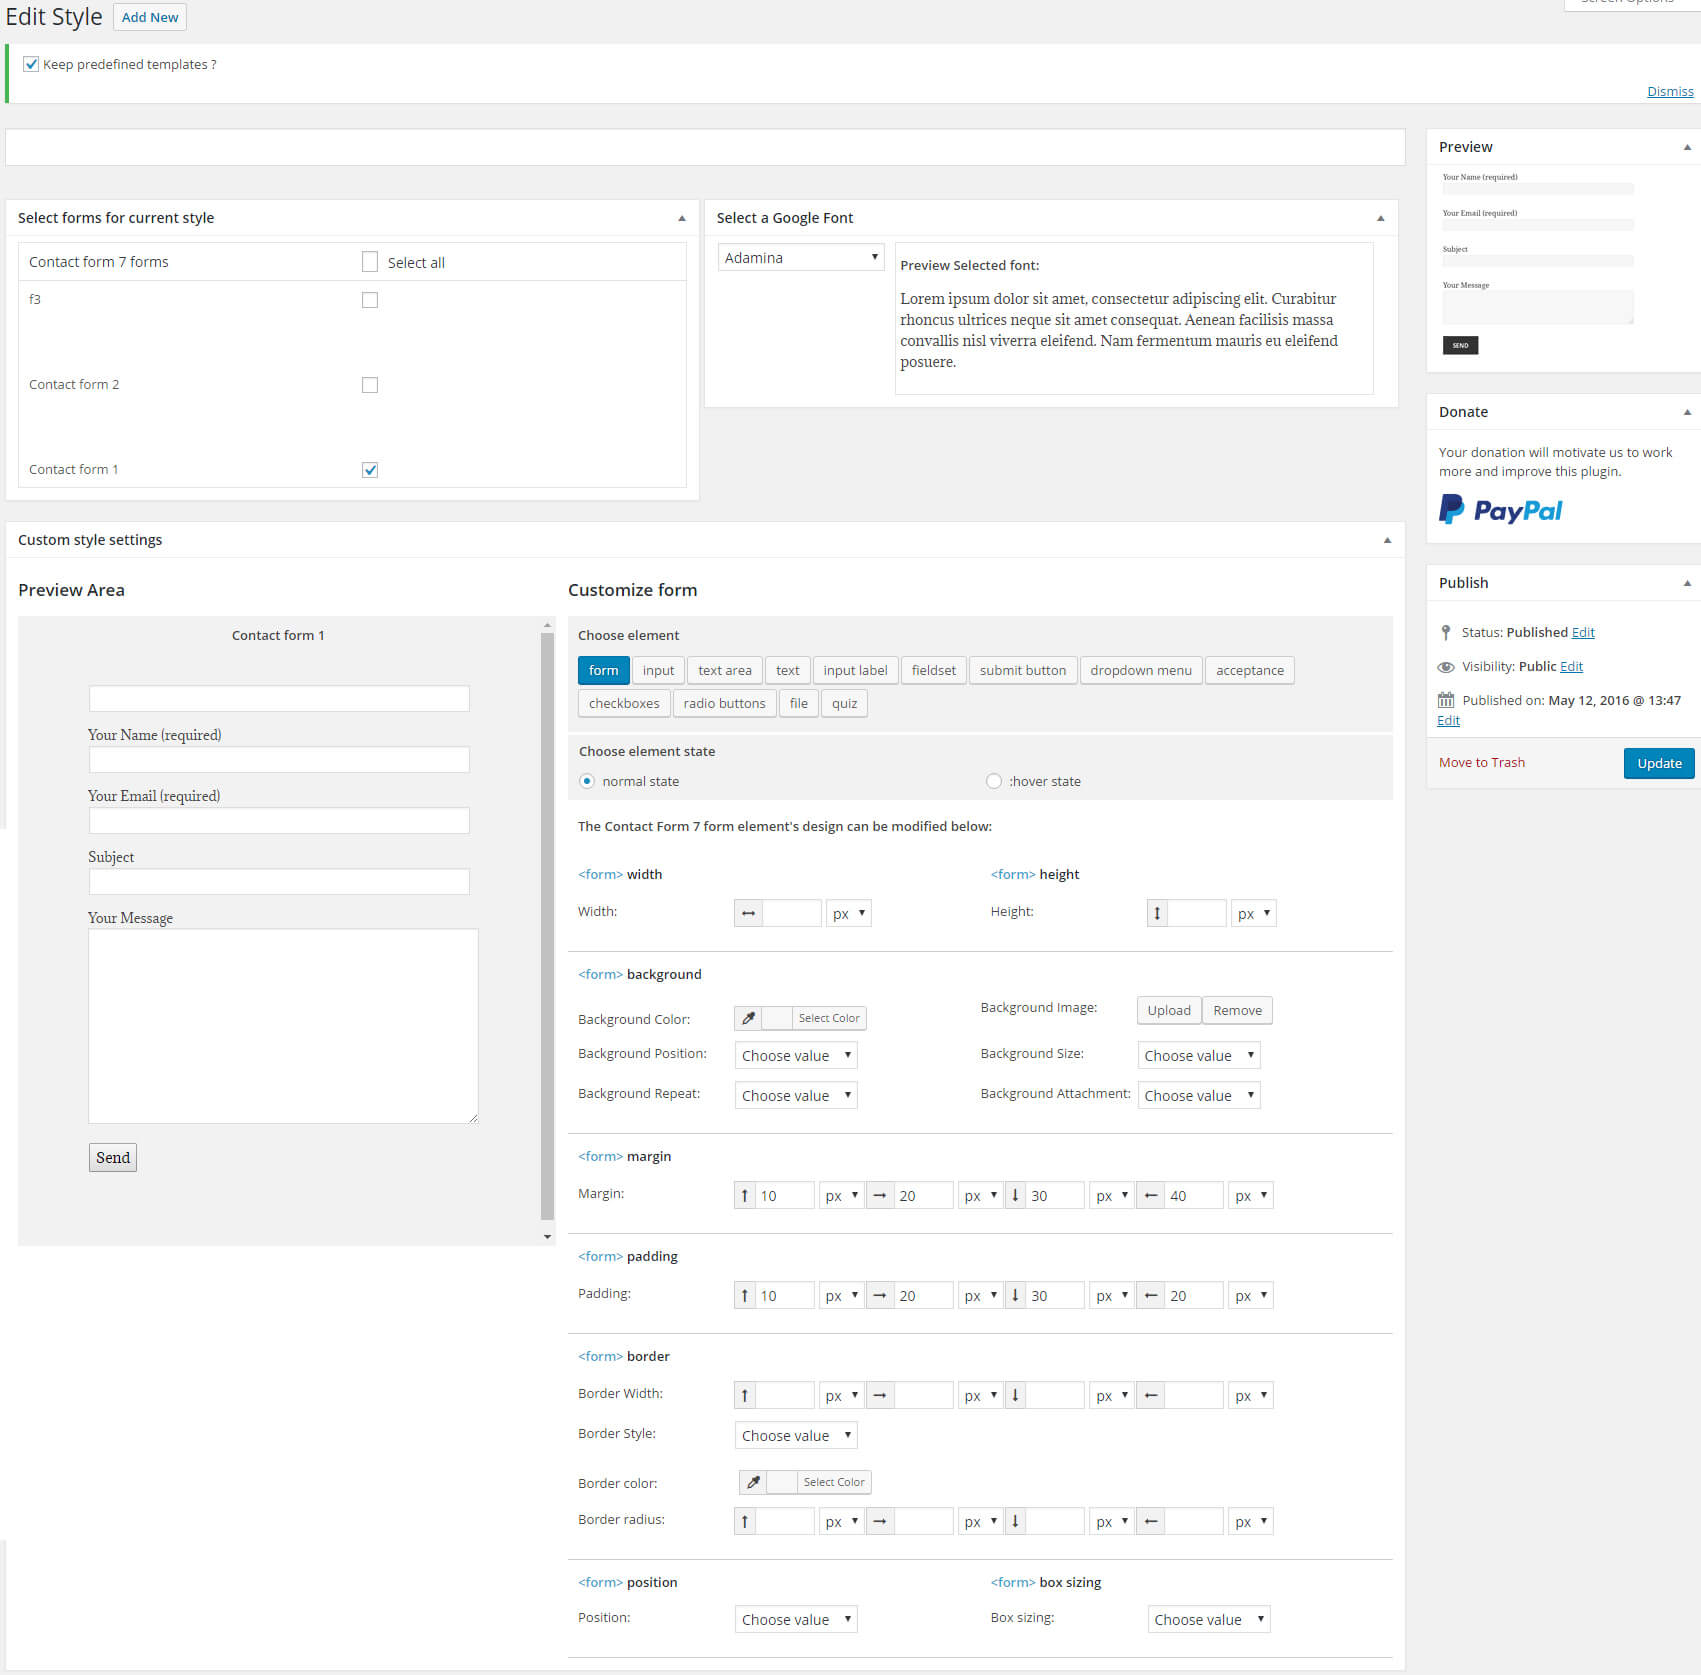 Edit Style Add New
Screen Options
Keep predefined templates ?
Dismiss
Select forms for current style
Contact form 7 forms Select all
f3
Contact form 2
Contact form 1
Select a Google Font
Adamina
Preview Selected font:
Lorem ipsum dolor sit amet, consectetur adipiscing elit. Curabitur
rhoncus ultrices neque sit amet consequat. Aenean facilisis massa
convallis nisl viverra eleifend. Nam fermentum mauris eu eleifend
posuere.
Preview
Your Name (required)
Your Email (required)
Subject
Your Message
SEND
Donate
Your donation will motivate us to work
more and improve this plugin.
PayPal
Publish
Status: Published Edit
Visibility: Public Edit
Published on: May 12, 2016 @ 13:47
Edit
Move to Trash Update
Custom style settings
Preview Area
Contact form 1
Your Name (required)
Your Email (required)
Subject
Your Message
Send
Customize form
Choose element
form input text area text input label fieldset submit button dropdown menu acceptance
checkboxes radio buttons file quiz
Choose element state
normal state :hover state
The Contact Form 7 form element's design can be modified below:
<form> width <form> height
Width: px Height: px
<form> background
Background Color: Select Color Background Image: Upload Remove
Background Position: Choose value Background Size: Choose value
Background Repeat: Choose value Background Attachment: Choose value
<form> margin
Margin: 10 px 20 px 30 px 40 px
<form> padding
Padding: 10 px 20 px 30 px 20 px
<form> border
Border Width: px px px px
Border Style: Choose value
Border color: Select Color
Border radius: px px px px
<form> position <form> box sizing
Position: Choose value Box sizing: Choose value